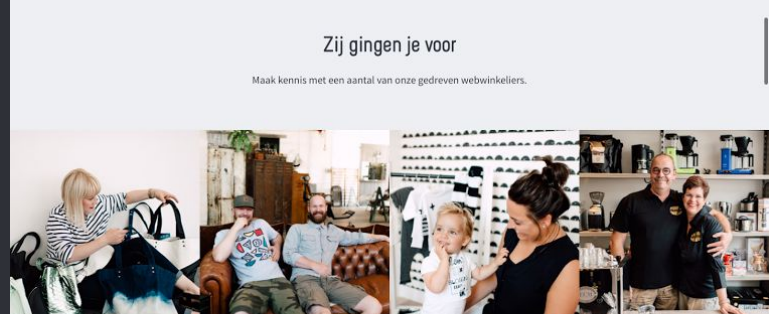 Zij gingen je voor
Maak kennis met een aantal van onze gedreven webwinkeliers.